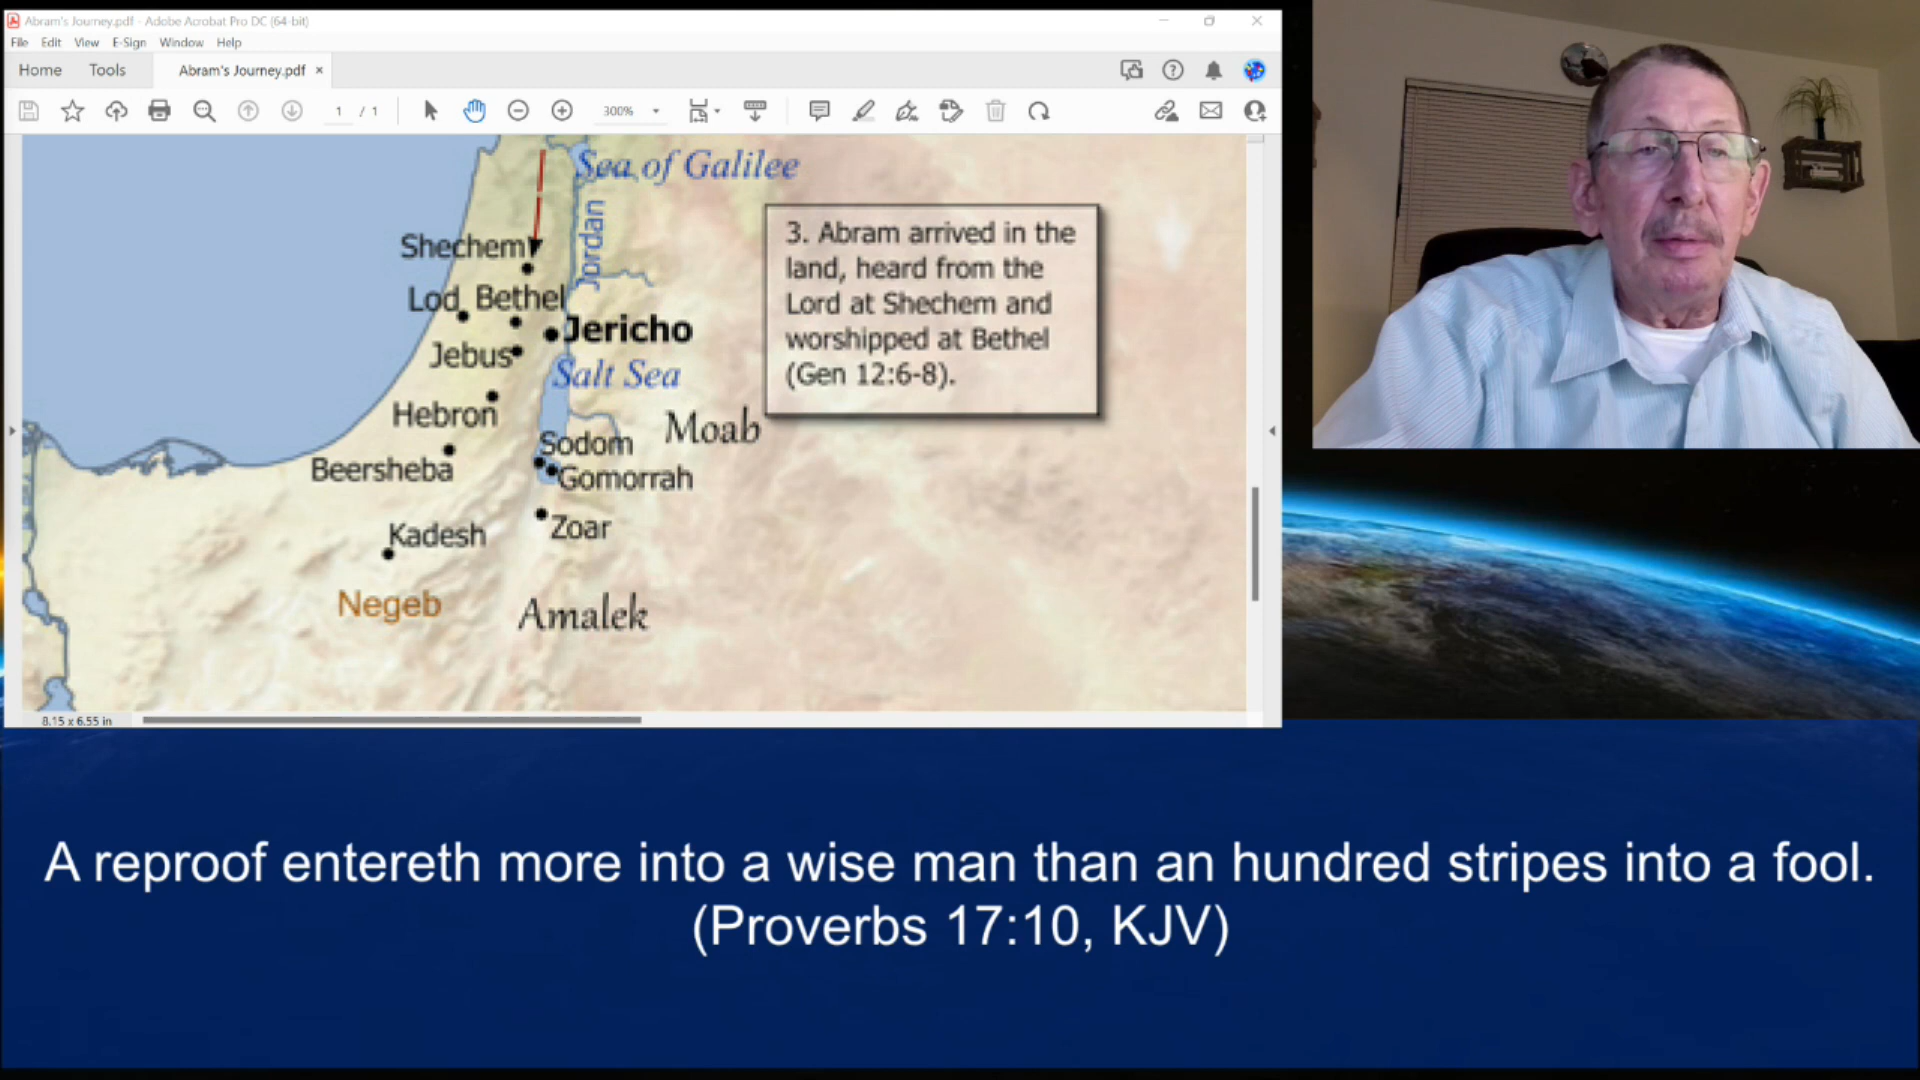 Abram's Journey.pdf - Adobe Acrobat Pro DC (64-bit)
File Edit View E-Sign Window Help
Home Tools Abram's Journey.pdf ×
1 / 1 300%
Sea of Galilee
Jordan
Shechem
Lod Bethel
Jericho
Jebus
Salt Sea
Hebron
Moab
Sodom
Beersheba
Gomorrah
Zoar
Kadesh
Negeb
Amalek
3. Abram arrived in the
land, heard from the
Lord at Shechem and
worshipped at Bethel
(Gen 12:6-8).
8.15 x 6.55 in
A reproof entereth more into a wise man than an hundred stripes into a fool.
(Proverbs 17:10, KJV)